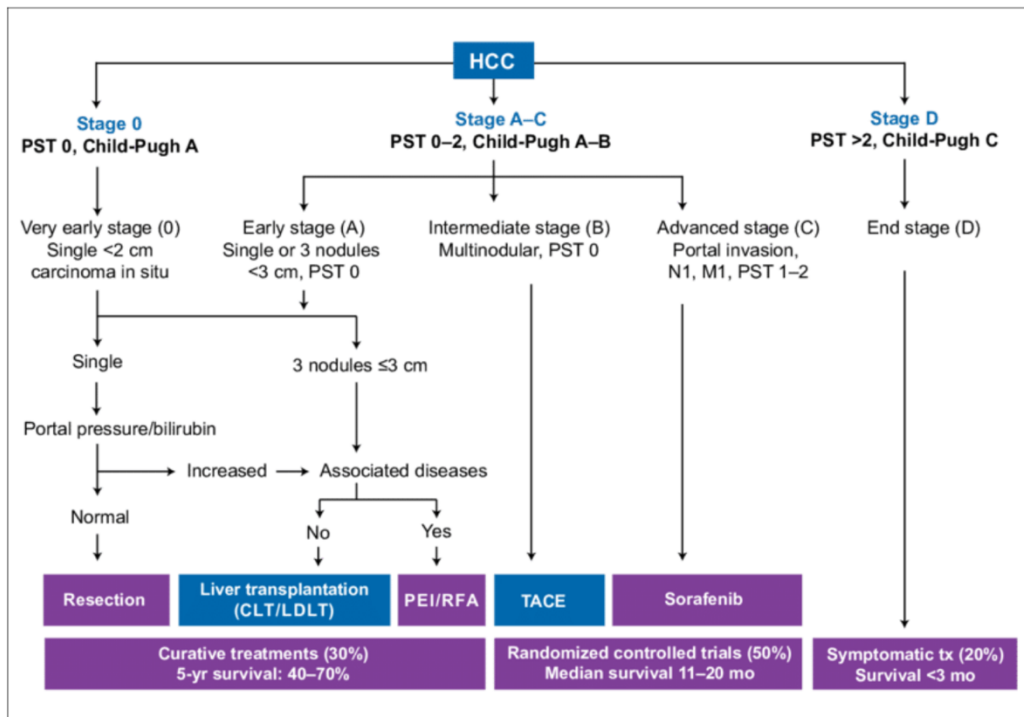 HCC
Stage 0
PST 0, Child-Pugh A
Stage A–C
PST 0–2, Child-Pugh A–B
Stage D
PST >2, Child-Pugh C
Very early stage (0)
Single <2 cm
carcinoma in situ
Early stage (A)
Single or 3 nodules
<3 cm, PST 0
Intermediate stage (B)
Multinodular, PST 0
Advanced stage (C)
Portal invasion,
N1, M1, PST 1–2
End stage (D)
Single
3 nodules ≤3 cm
Portal pressure/bilirubin
Increased
Associated diseases
Normal
No
Yes
Resection
Liver transplantation
(CLT/LDLT)
PEI/RFA
TACE
Sorafenib
Curative treatments (30%)
5-yr survival: 40–70%
Randomized controlled trials (50%)
Median survival 11–20 mo
Symptomatic tx (20%)
Survival <3 mo